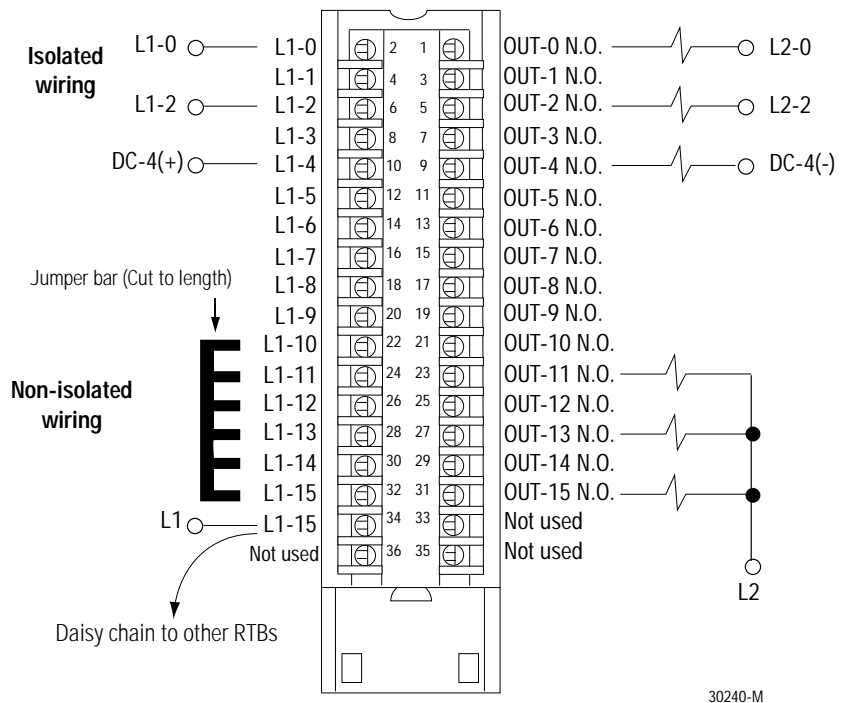 Isolated wiring
L1-0 L1-0 2 1 OUT-0 N.O. L2-0
L1-1 4 3 OUT-1 N.O.
L1-2 L1-2 6 5 OUT-2 N.O. L2-2
L1-3 8 7 OUT-3 N.O.
DC-4(+) L1-4 10 9 OUT-4 N.O. DC-4(-)
L1-5 12 11 OUT-5 N.O.
L1-6 14 13 OUT-6 N.O.
L1-7 16 15 OUT-7 N.O.
Jumper bar (Cut to length)
L1-8 18 17 OUT-8 N.O.
L1-9 20 19 OUT-9 N.O.
L1-10 22 21 OUT-10 N.O.
Non-isolated wiring
L1-11 24 23 OUT-11 N.O.
L1-12 26 25 OUT-12 N.O.
L1-13 28 27 OUT-13 N.O.
L1-14 30 29 OUT-14 N.O.
L1-15 32 31 OUT-15 N.O.
L1 L1-15 34 33 Not used
Not used 36 35 Not used
L2
Daisy chain to other RTBs
30240-M